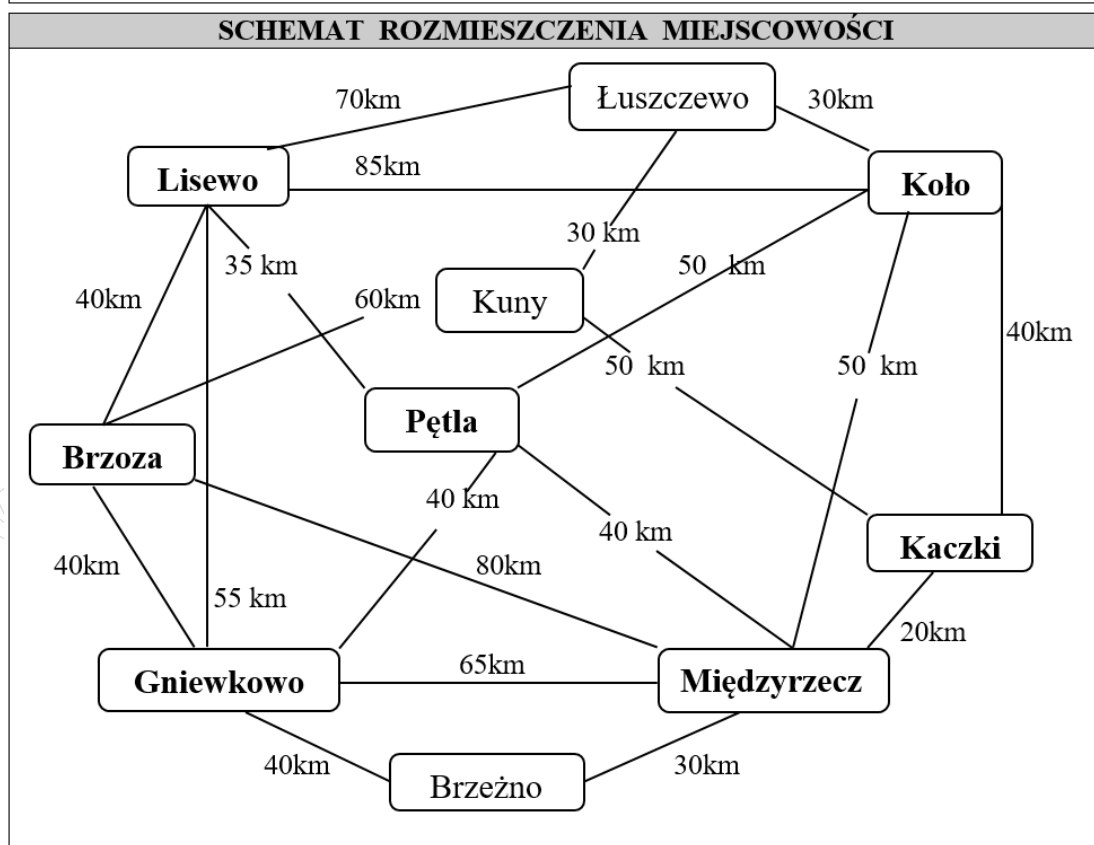 SCHEMAT ROZMIESZCZENIA MIEJSCOWOŚCI
Łuszczewo
70km
30km
Lisewo
85km
Koło
30 km
35 km
50 km
40km
60km
Kuny
40km
50 km
50 km
Pętla
Brzoza
40 km
40 km
Kaczki
40km
80km
55 km
20km
Gniewkowo
65km
Międzyrzecz
40km
30km
Brzeżno